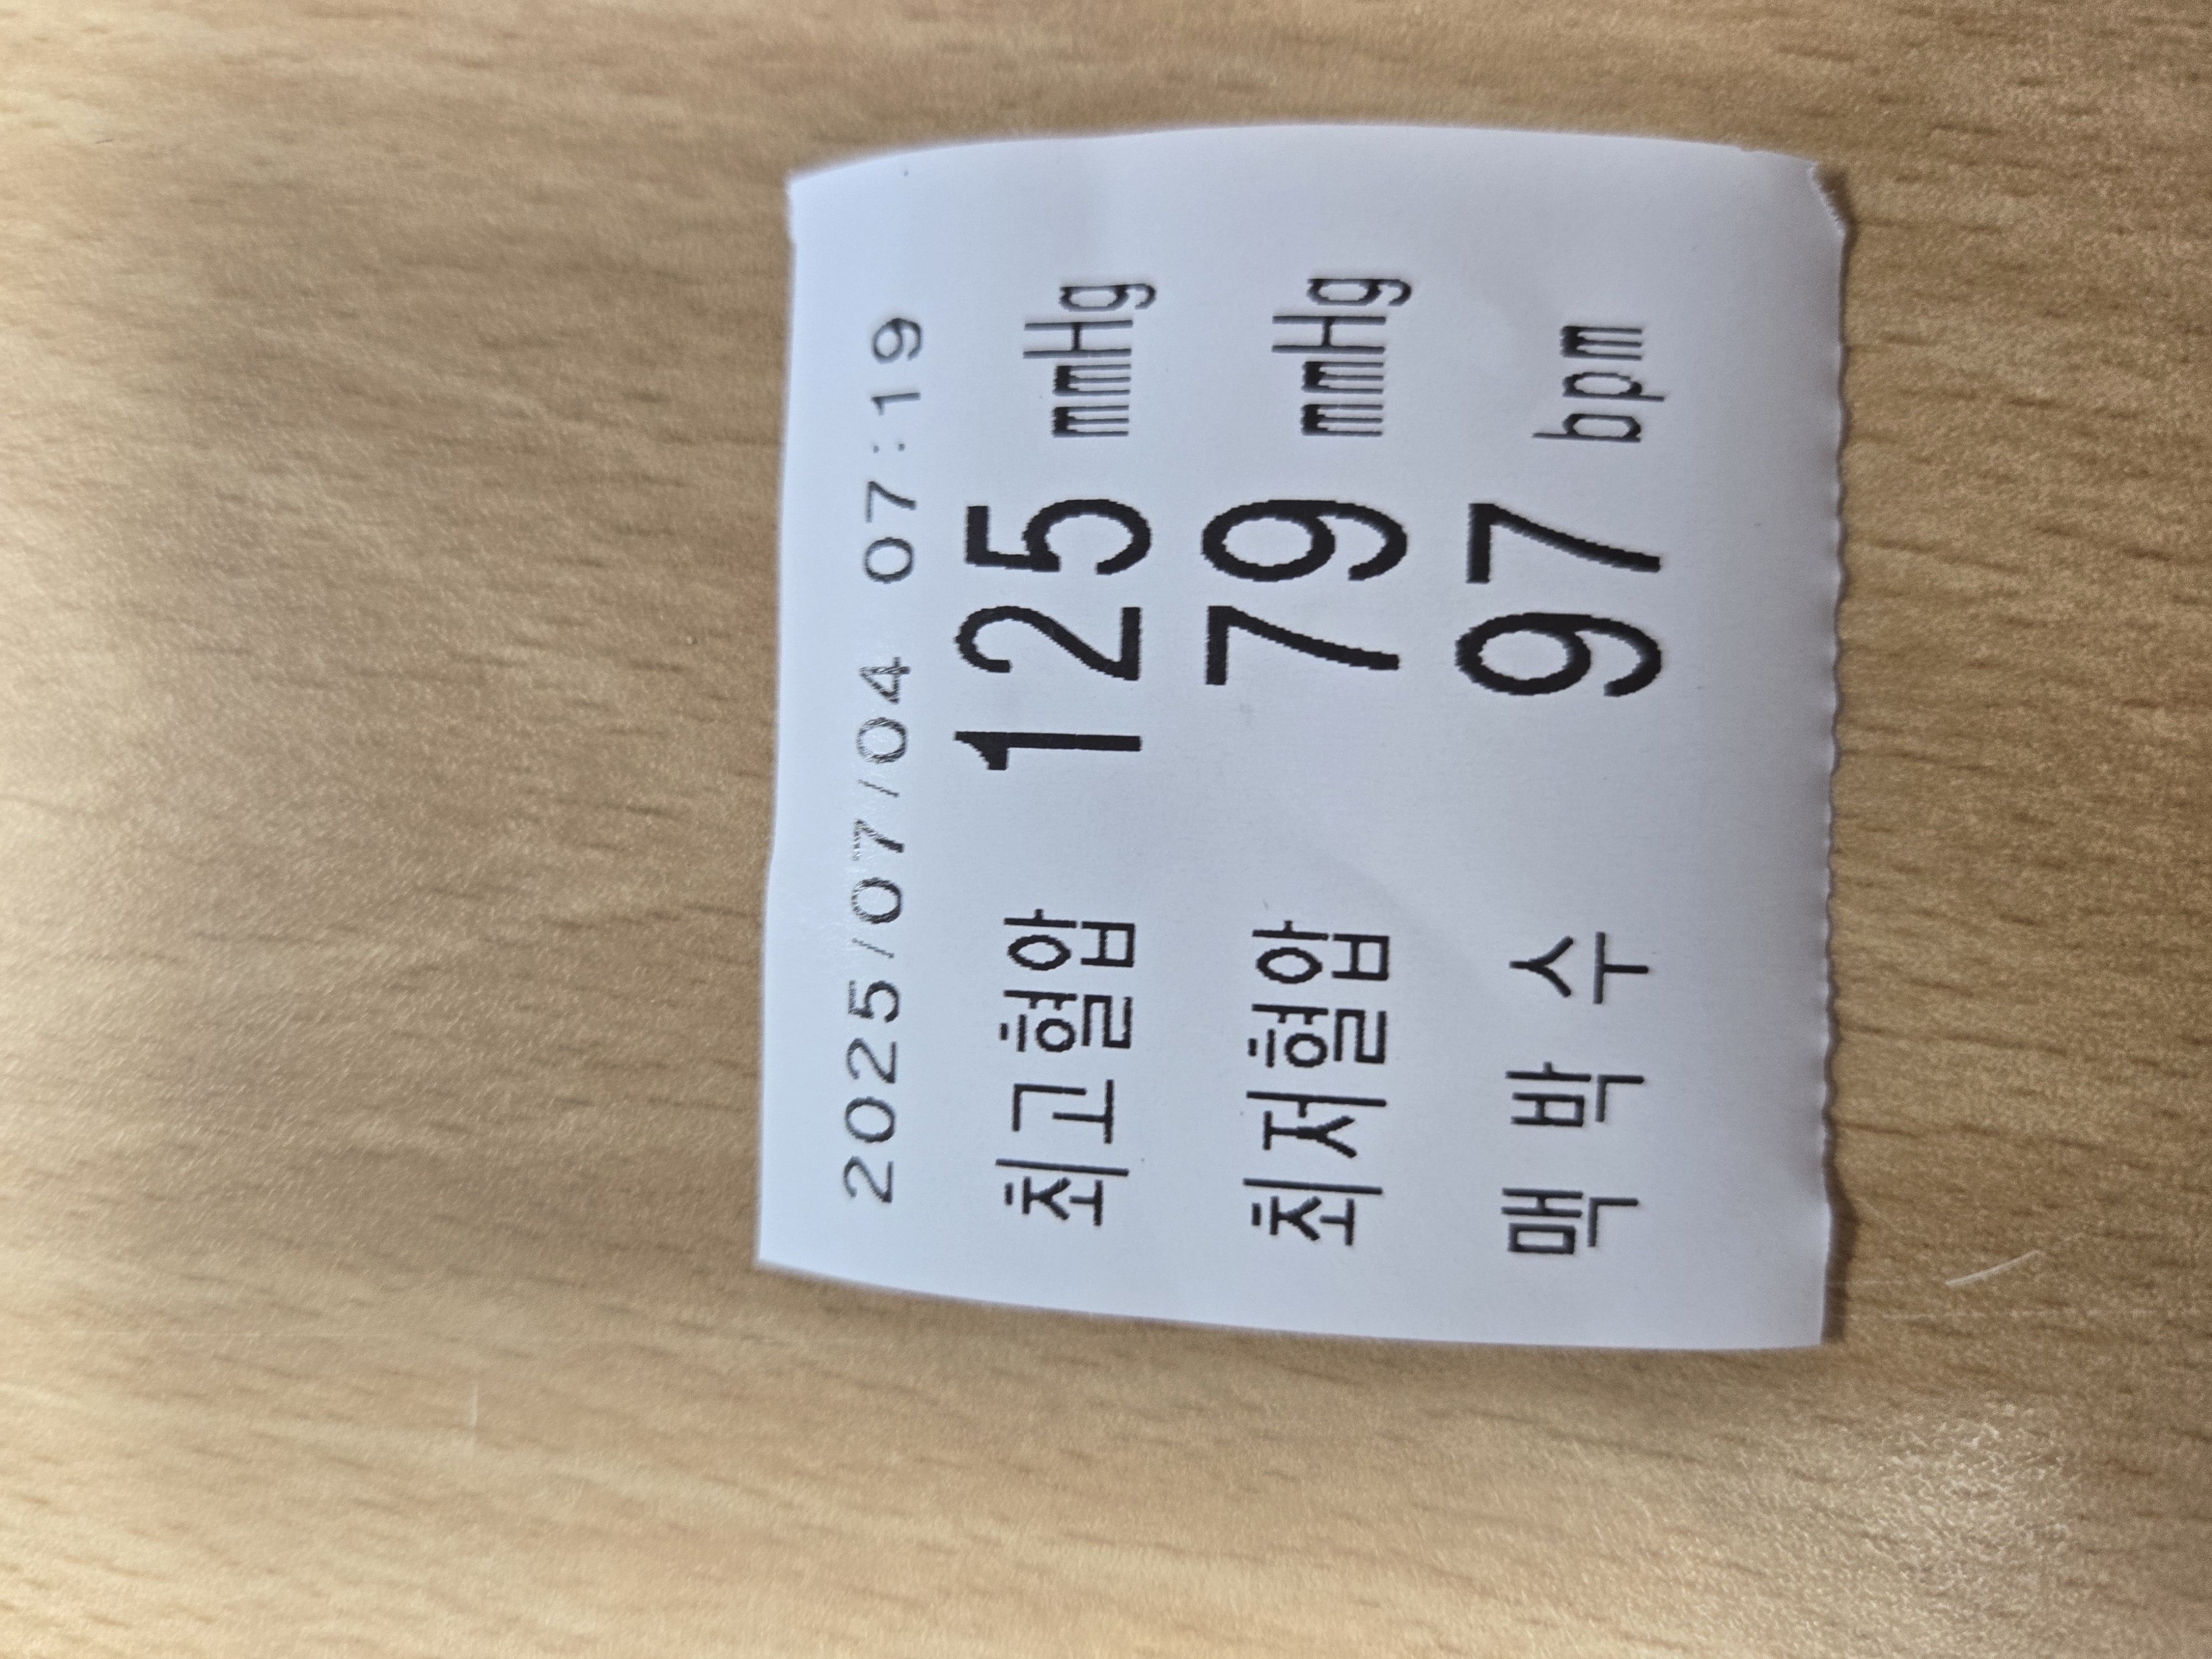 2025/07/04 07:19
최고혈압 125 mmHg
최저혈압 79 mmHg
맥 박 수 97 bpm